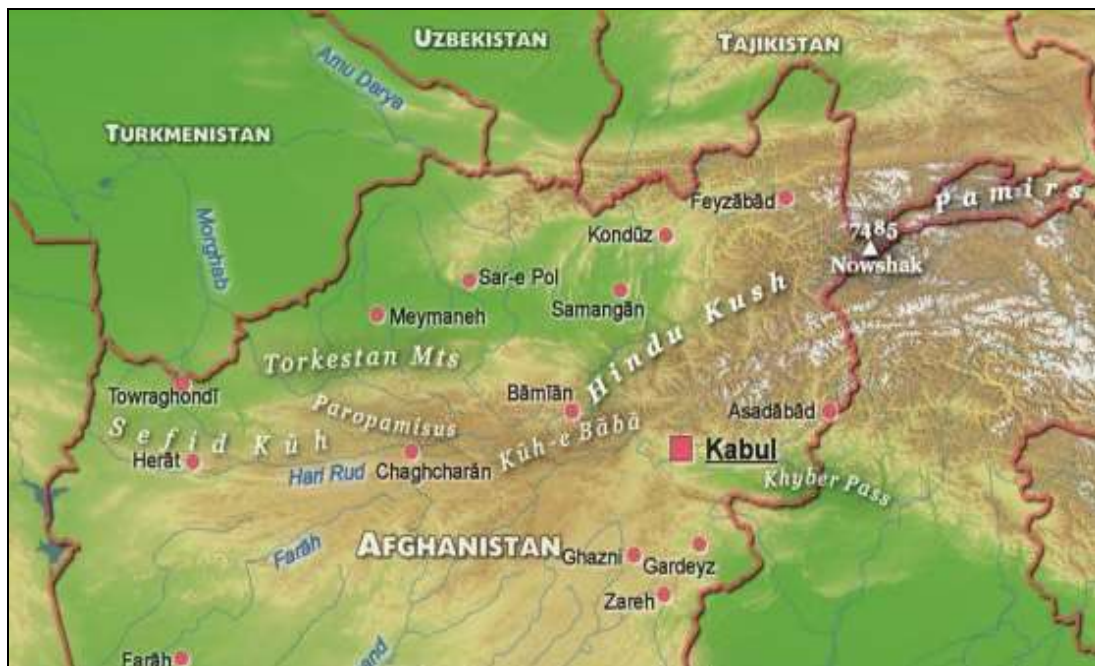 UZBEKISTAN
TAJIKISTAN
Amu Darya
TURKMENISTAN
Pamirs
Feyzābād
Morghab
Kondūz
7485
Nowshak
Sar-e Pol
Samangān
Meymaneh
Hindu Kush
Torkestan Mts
Towraghondī
Bāmīān
Paropamisus
Asadābād
Sefid Kūh
Kūh-e Bābā
Kabul
Herāt
Hari Rud
Chaghcharān
Khyber Pass
Farāh
AFGHANISTAN
Ghazni
Gardeyz
Zareh
Farāh